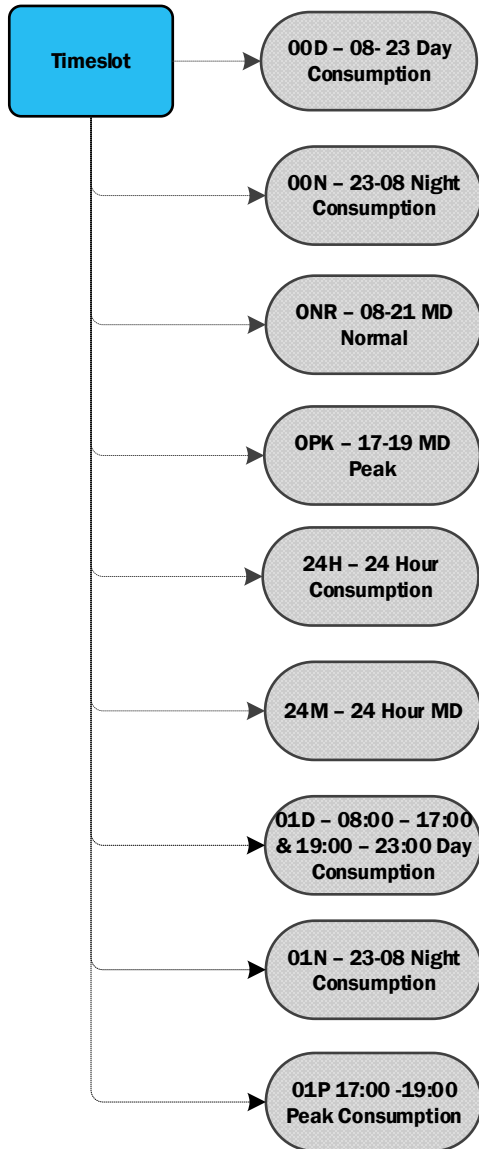 Timeslot
00D – 08- 23 Day
Consumption
00N – 23-08 Night
Consumption
0NR – 08-21 MD
Normal
0PK – 17-19 MD
Peak
24H – 24 Hour
Consumption
24M – 24 Hour MD
01D – 08:00 – 17:00
& 19:00 – 23:00 Day
Consumption
01N – 23-08 Night
Consumption
01P 17:00 -19:00
Peak Consumption